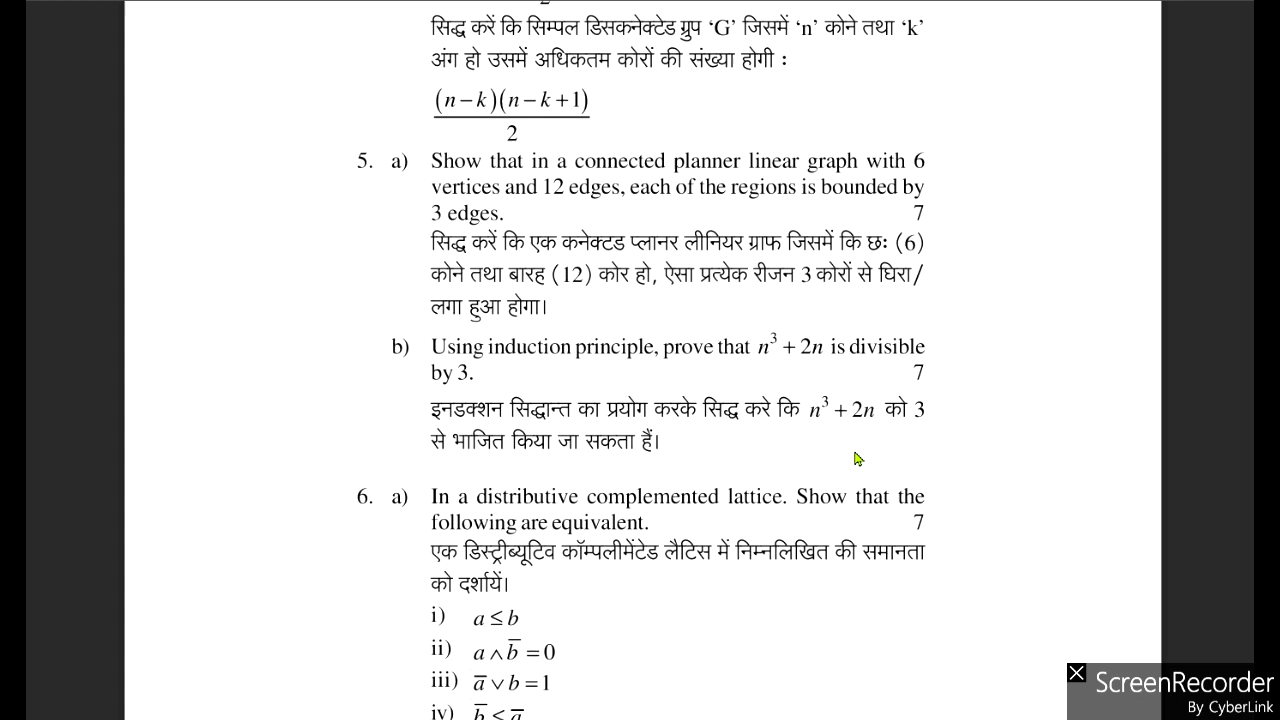 2
सिद्ध करें कि सिम्पल डिसकनेक्टेड ग्रुप ‘G’ जिसमें ‘n’ कोने तथा ‘k’
अंग हो उसमें अधिकतम कोरों की संख्या होगी :
(n – k)(n – k + 1)
2
5. a) Show that in a connected planner linear graph with 6
vertices and 12 edges, each of the regions is bounded by
3 edges. 7
सिद्ध करें कि एक कनेक्टड प्लानर लीनियर ग्राफ जिसमें कि छः (6)
कोने तथा बारह (12) कोर हो, ऐसा प्रत्येक रीजन 3 कोरों से घिरा/
लगा हुआ होगा।
b) Using induction principle, prove that n³ + 2n is divisible
by 3. 7
इनडक्शन सिद्धान्त का प्रयोग करके सिद्ध करे कि n³ + 2n को 3
से भाजित किया जा सकता हैं।
6. a) In a distributive complemented lattice. Show that the
following are equivalent. 7
एक डिस्ट्रीब्यूटिव कॉम्पलीमेंटेड लैटिस में निम्नलिखित की समानता
को दर्शायें।
i) a ≤ b
ii) a ∧ b̅ = 0
iii) a̅ ∨ b = 1
iv) b̅ ≤ a̅
ScreenRecorder
By CyberLink